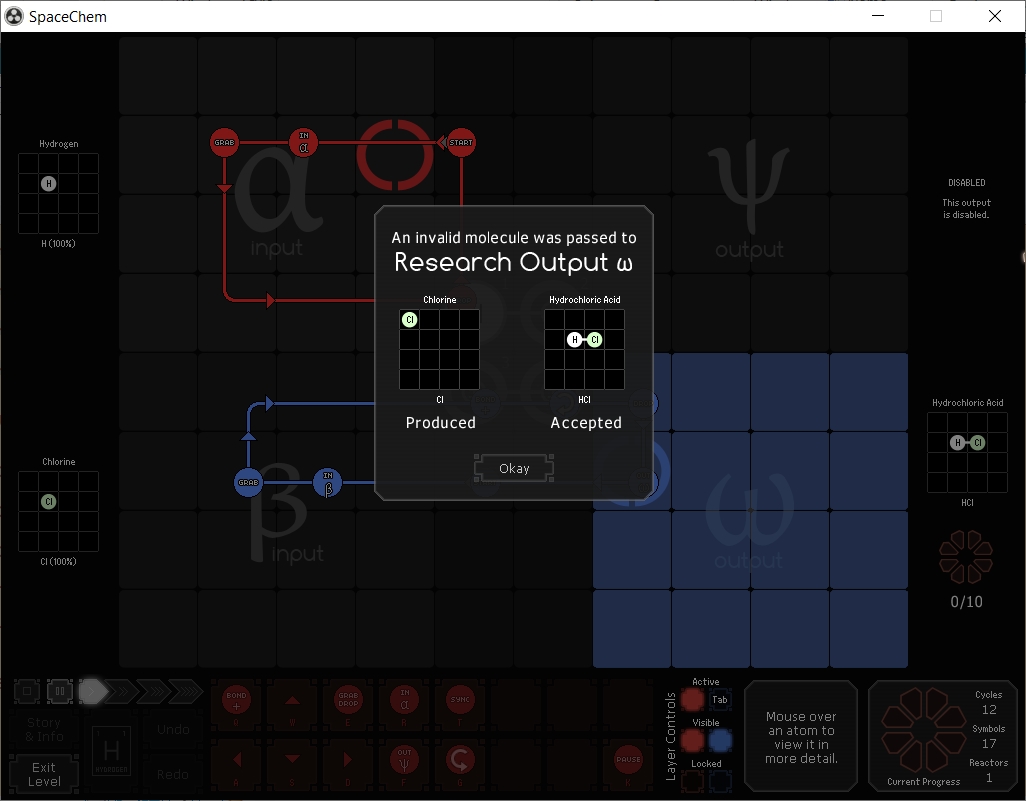 SpaceChem
Hydrogen
H
H (100%)
GRAB
IN
α
START
α
input
ψ
output
DISABLED
This output
is disabled.
An invalid molecule was passed to
Research Output ω
Chlorine
Hydrochloric Acid
Cl
H
Cl
Cl
HCl
Produced
Accepted
Okay
Chlorine
Cl
Cl (100%)
GRAB
IN
β
β
input
ω
output
Hydrochloric Acid
H
Cl
HCl
0/10
Story
& Info
Exit
Level
H
HYDROGEN
Undo
Redo
BOND
+
GRAB
DROP
IN
α
SYNC
Q
W
E
R
T
OUT
ψ
PAUSE
A
S
D
F
G
K
Layer Controls
Active
Tab
Visible
Locked
Mouse over
an atom to
view it in
more detail.
Cycles
12
Symbols
17
Reactors
1
Current Progress